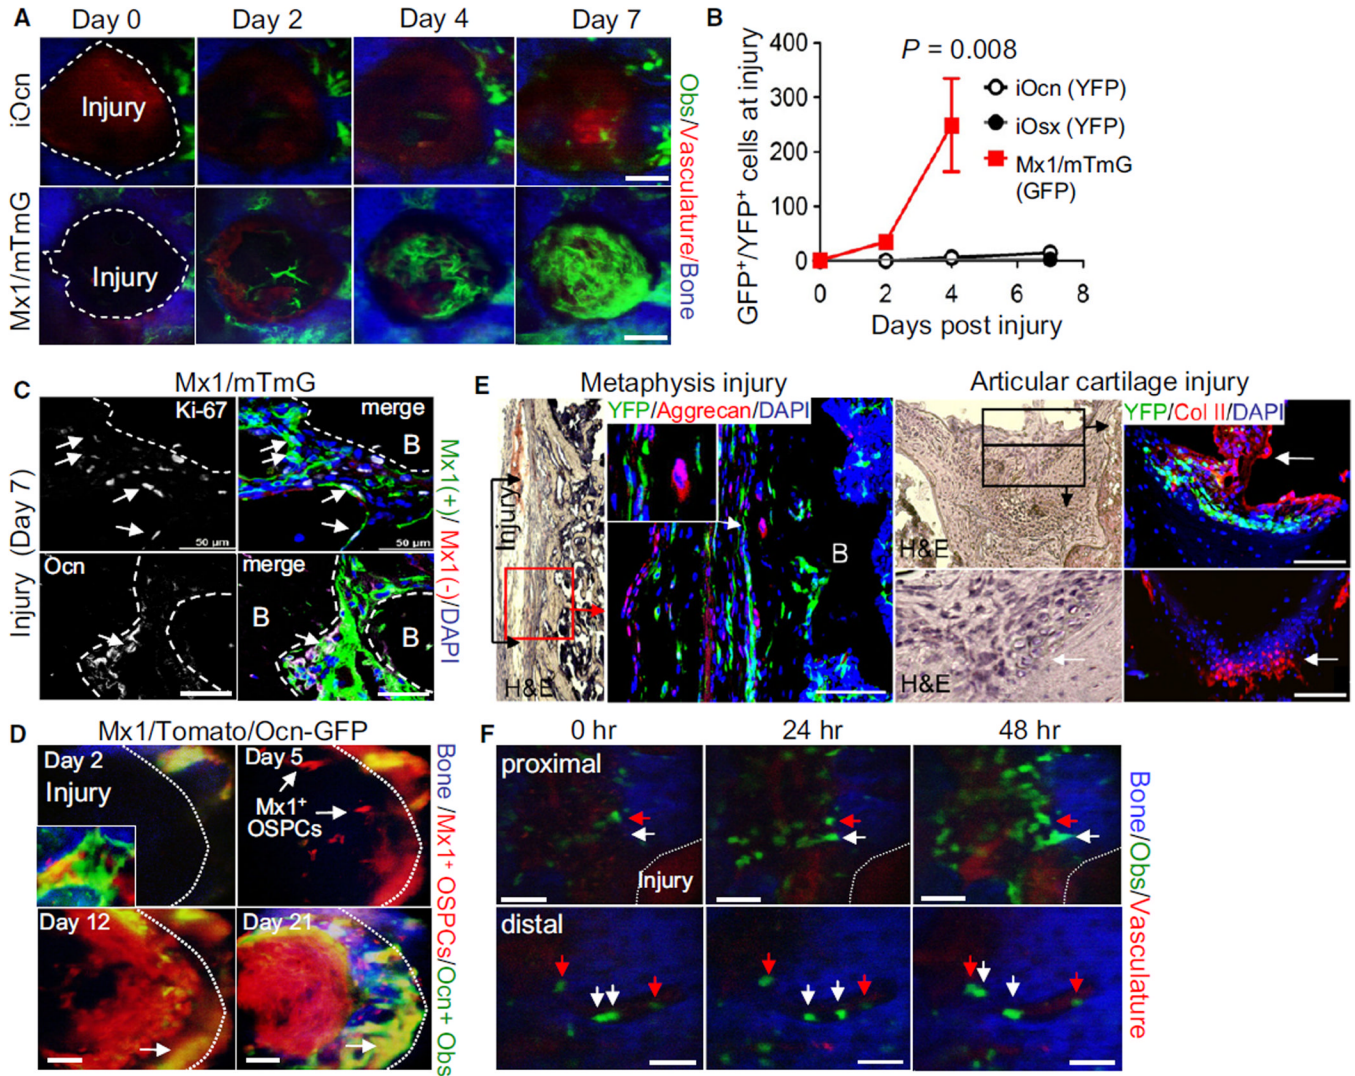 A
Day 0
Day 2
Day 4
Day 7
iOcn
Injury
Mx1/mTmG
Injury
Obs/Vasculature/Bone
B
GFP⁺/YFP⁺ cells at injury
400
300
200
100
0
0
2
4
6
8
Days post injury
P = 0.008
iOcn (YFP)
iOsx (YFP)
Mx1/mTmG
(GFP)
C
Mx1/mTmG
Injury (Day 7)
Ki-67
50 µm
merge
B
50 µm
Ocn
merge
B
B
Mx1(+)/ Mx1(-)/DAPI
E
Metaphysis injury
Articular cartilage injury
Injury
H&E
YFP/Aggrecan/DAPI
B
H&E
YFP/Col II/DAPI
H&E
D
Mx1/Tomato/Ocn-GFP
Day 2
Injury
Day 5
Mx1⁺
OSPCs
Day 12
Day 21
Bone /Mx1⁺ OSPCs/Ocn+ Obs
F
0 hr
24 hr
48 hr
proximal
Injury
distal
Bone/Obs/Vasculature